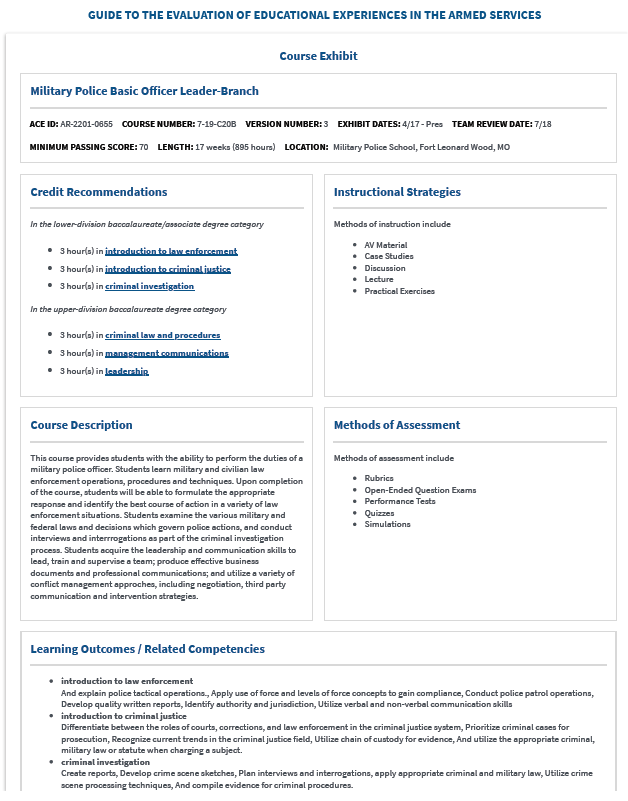 GUIDE TO THE EVALUATION OF EDUCATIONAL EXPERIENCES IN THE ARMED SERVICES
Course Exhibit
Military Police Basic Officer Leader-Branch
ACE ID: AR-2201-0655 COURSE NUMBER: 7-19-C20B VERSION NUMBER: 3 EXHIBIT DATES: 4/17 - Pres TEAM REVIEW DATE: 7/18
MINIMUM PASSING SCORE: 70 LENGTH: 17 weeks (895 hours) LOCATION: Military Police School, Fort Leonard Wood, MO
Credit Recommendations
In the lower-division baccalaureate/associate degree category
• 3 hour(s) in introduction to law enforcement
• 3 hour(s) in introduction to criminal justice
• 3 hour(s) in criminal investigation
In the upper-division baccalaureate degree category
• 3 hour(s) in criminal law and procedures
• 3 hour(s) in management communications
• 3 hour(s) in leadership
Instructional Strategies
Methods of instruction include
• AV Material
• Case Studies
• Discussion
• Lecture
• Practical Exercises
Course Description
This course provides students with the ability to perform the duties of a
military police officer. Students learn military and civilian law
enforcement operations, procedures and techniques. Upon completion
of the course, students will be able to formulate the appropriate
response and identify the best course of action in a variety of law
enforcement situations. Students examine the various military and
federal laws and decisions which govern police actions, and conduct
interviews and interrrogations as part of the criminal investigation
process. Students acquire the leadership and communication skills to
lead, train and supervise a team; produce effective business
documents and professional communications; and utilize a variety of
conflict management approches, including negotiation, third party
communication and intervention strategies.
Methods of Assessment
Methods of assessment include
• Rubrics
• Open-Ended Question Exams
• Performance Tests
• Quizzes
• Simulations
Learning Outcomes / Related Competencies
• introduction to law enforcement
And explain police tactical operations., Apply use of force and levels of force concepts to gain compliance, Conduct police patrol operations,
Develop quality written reports, Identify authority and jurisdiction, Utilize verbal and non-verbal communication skills
• introduction to criminal justice
Differentiate between the roles of courts, corrections, and law enforcement in the criminal justice system, Prioritize criminal cases for
prosecution, Recognize current trends in the criminal justice field, Utilize chain of custody for evidence, And utilize the appropriate criminal,
military law or statute when charging a subject.
• criminal investigation
Create reports, Develop crime scene sketches, Plan interviews and interrogations, apply appropriate criminal and military law, Utilize crime
scene processing techniques, And compile evidence for criminal procedures.